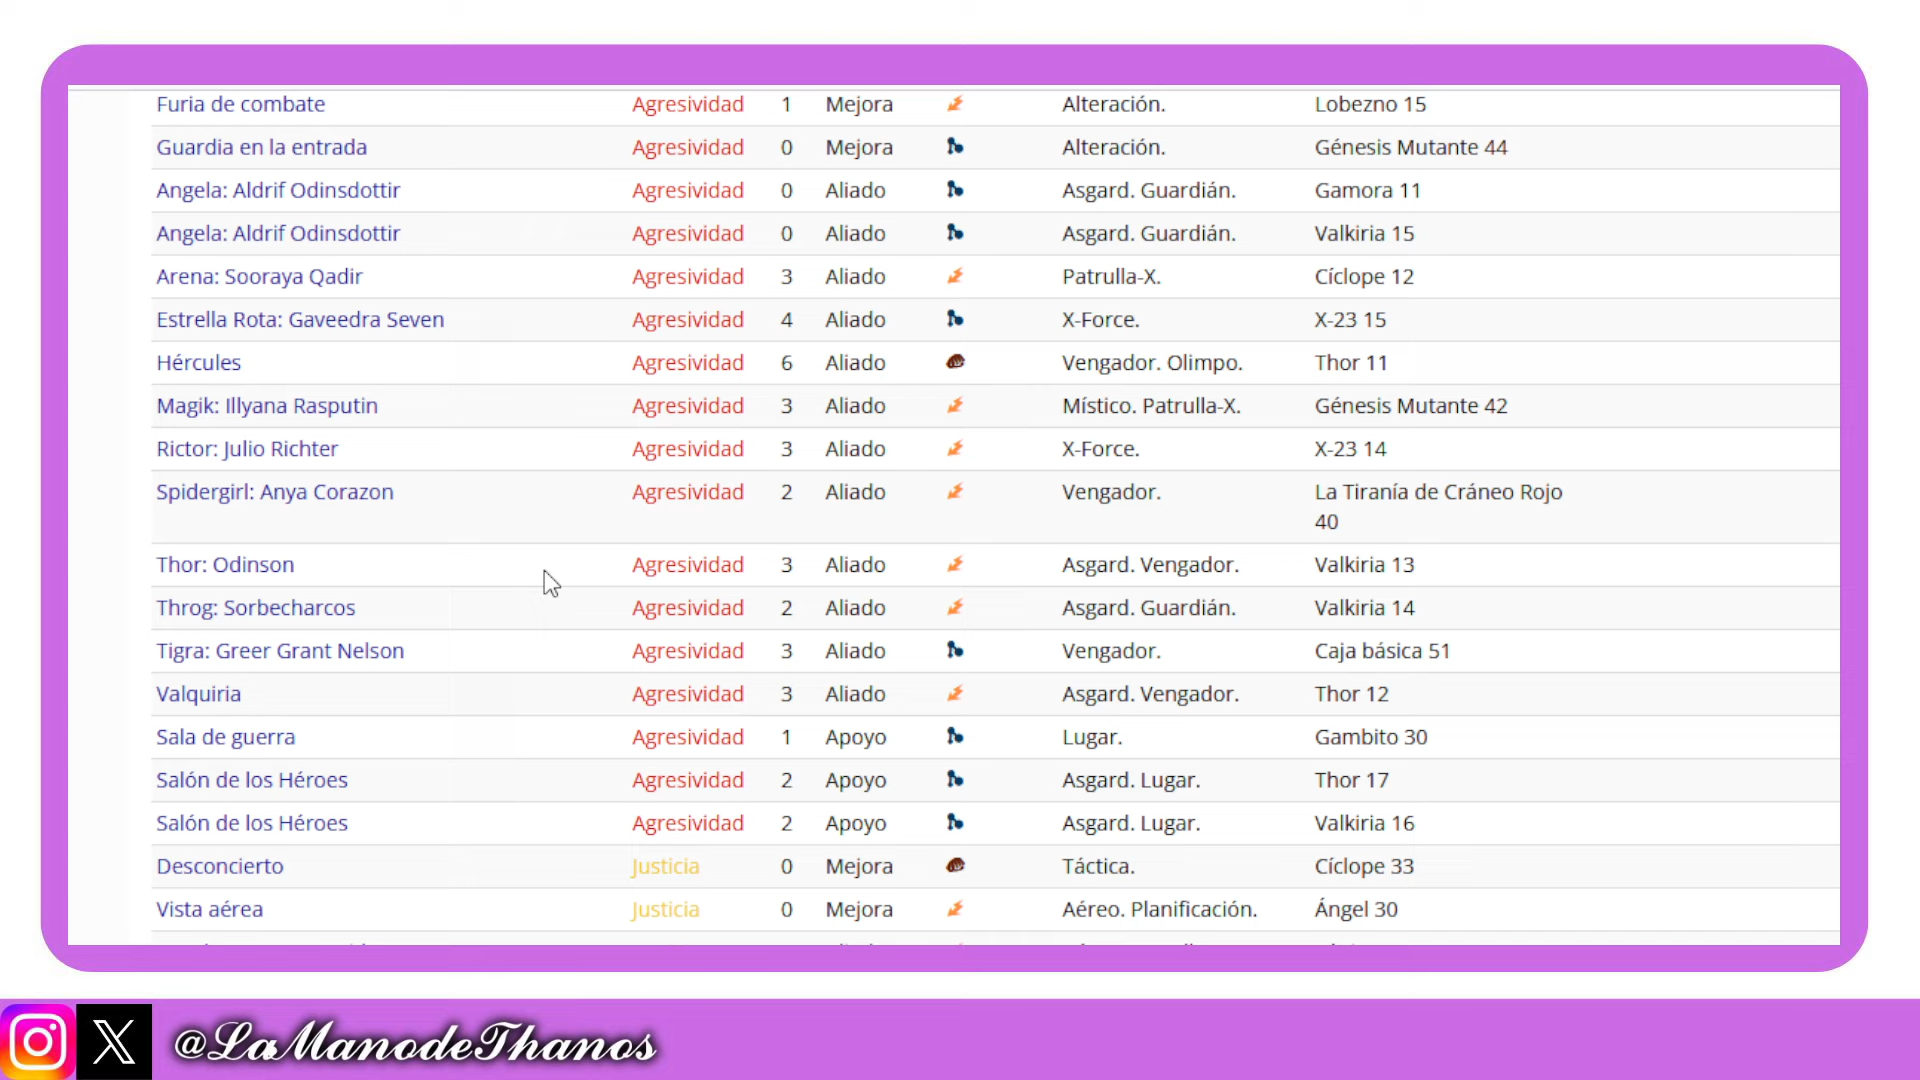 Furia de combate Agresividad 1 Mejora Alteración. Lobezno 15
Guardia en la entrada Agresividad 0 Mejora Alteración. Génesis Mutante 44
Angela: Aldrif Odinsdottir Agresividad 0 Aliado Asgard. Guardián. Gamora 11
Angela: Aldrif Odinsdottir Agresividad 0 Aliado Asgard. Guardián. Valkiria 15
Arena: Sooraya Qadir Agresividad 3 Aliado Patrulla-X. Cíclope 12
Estrella Rota: Gaveedra Seven Agresividad 4 Aliado X-Force. X-23 15
Hércules Agresividad 6 Aliado Vengador. Olimpo. Thor 11
Magik: Illyana Rasputin Agresividad 3 Aliado Místico. Patrulla-X. Génesis Mutante 42
Rictor: Julio Richter Agresividad 3 Aliado X-Force. X-23 14
Spidergirl: Anya Corazon Agresividad 2 Aliado Vengador. La Tiranía de Cráneo Rojo
40
Thor: Odinson Agresividad 3 Aliado Asgard. Vengador. Valkiria 13
Throg: Sorbecharcos Agresividad 2 Aliado Asgard. Guardián. Valkiria 14
Tigra: Greer Grant Nelson Agresividad 3 Aliado Vengador. Caja básica 51
Valquiria Agresividad 3 Aliado Asgard. Vengador. Thor 12
Sala de guerra Agresividad 1 Apoyo Lugar. Gambito 30
Salón de los Héroes Agresividad 2 Apoyo Asgard. Lugar. Thor 17
Salón de los Héroes Agresividad 2 Apoyo Asgard. Lugar. Valkiria 16
Desconcierto Justicia 0 Mejora Táctica. Cíclope 33
Vista aérea Justicia 0 Mejora Aéreo. Planificación. Ángel 30
@LaManodeThanos